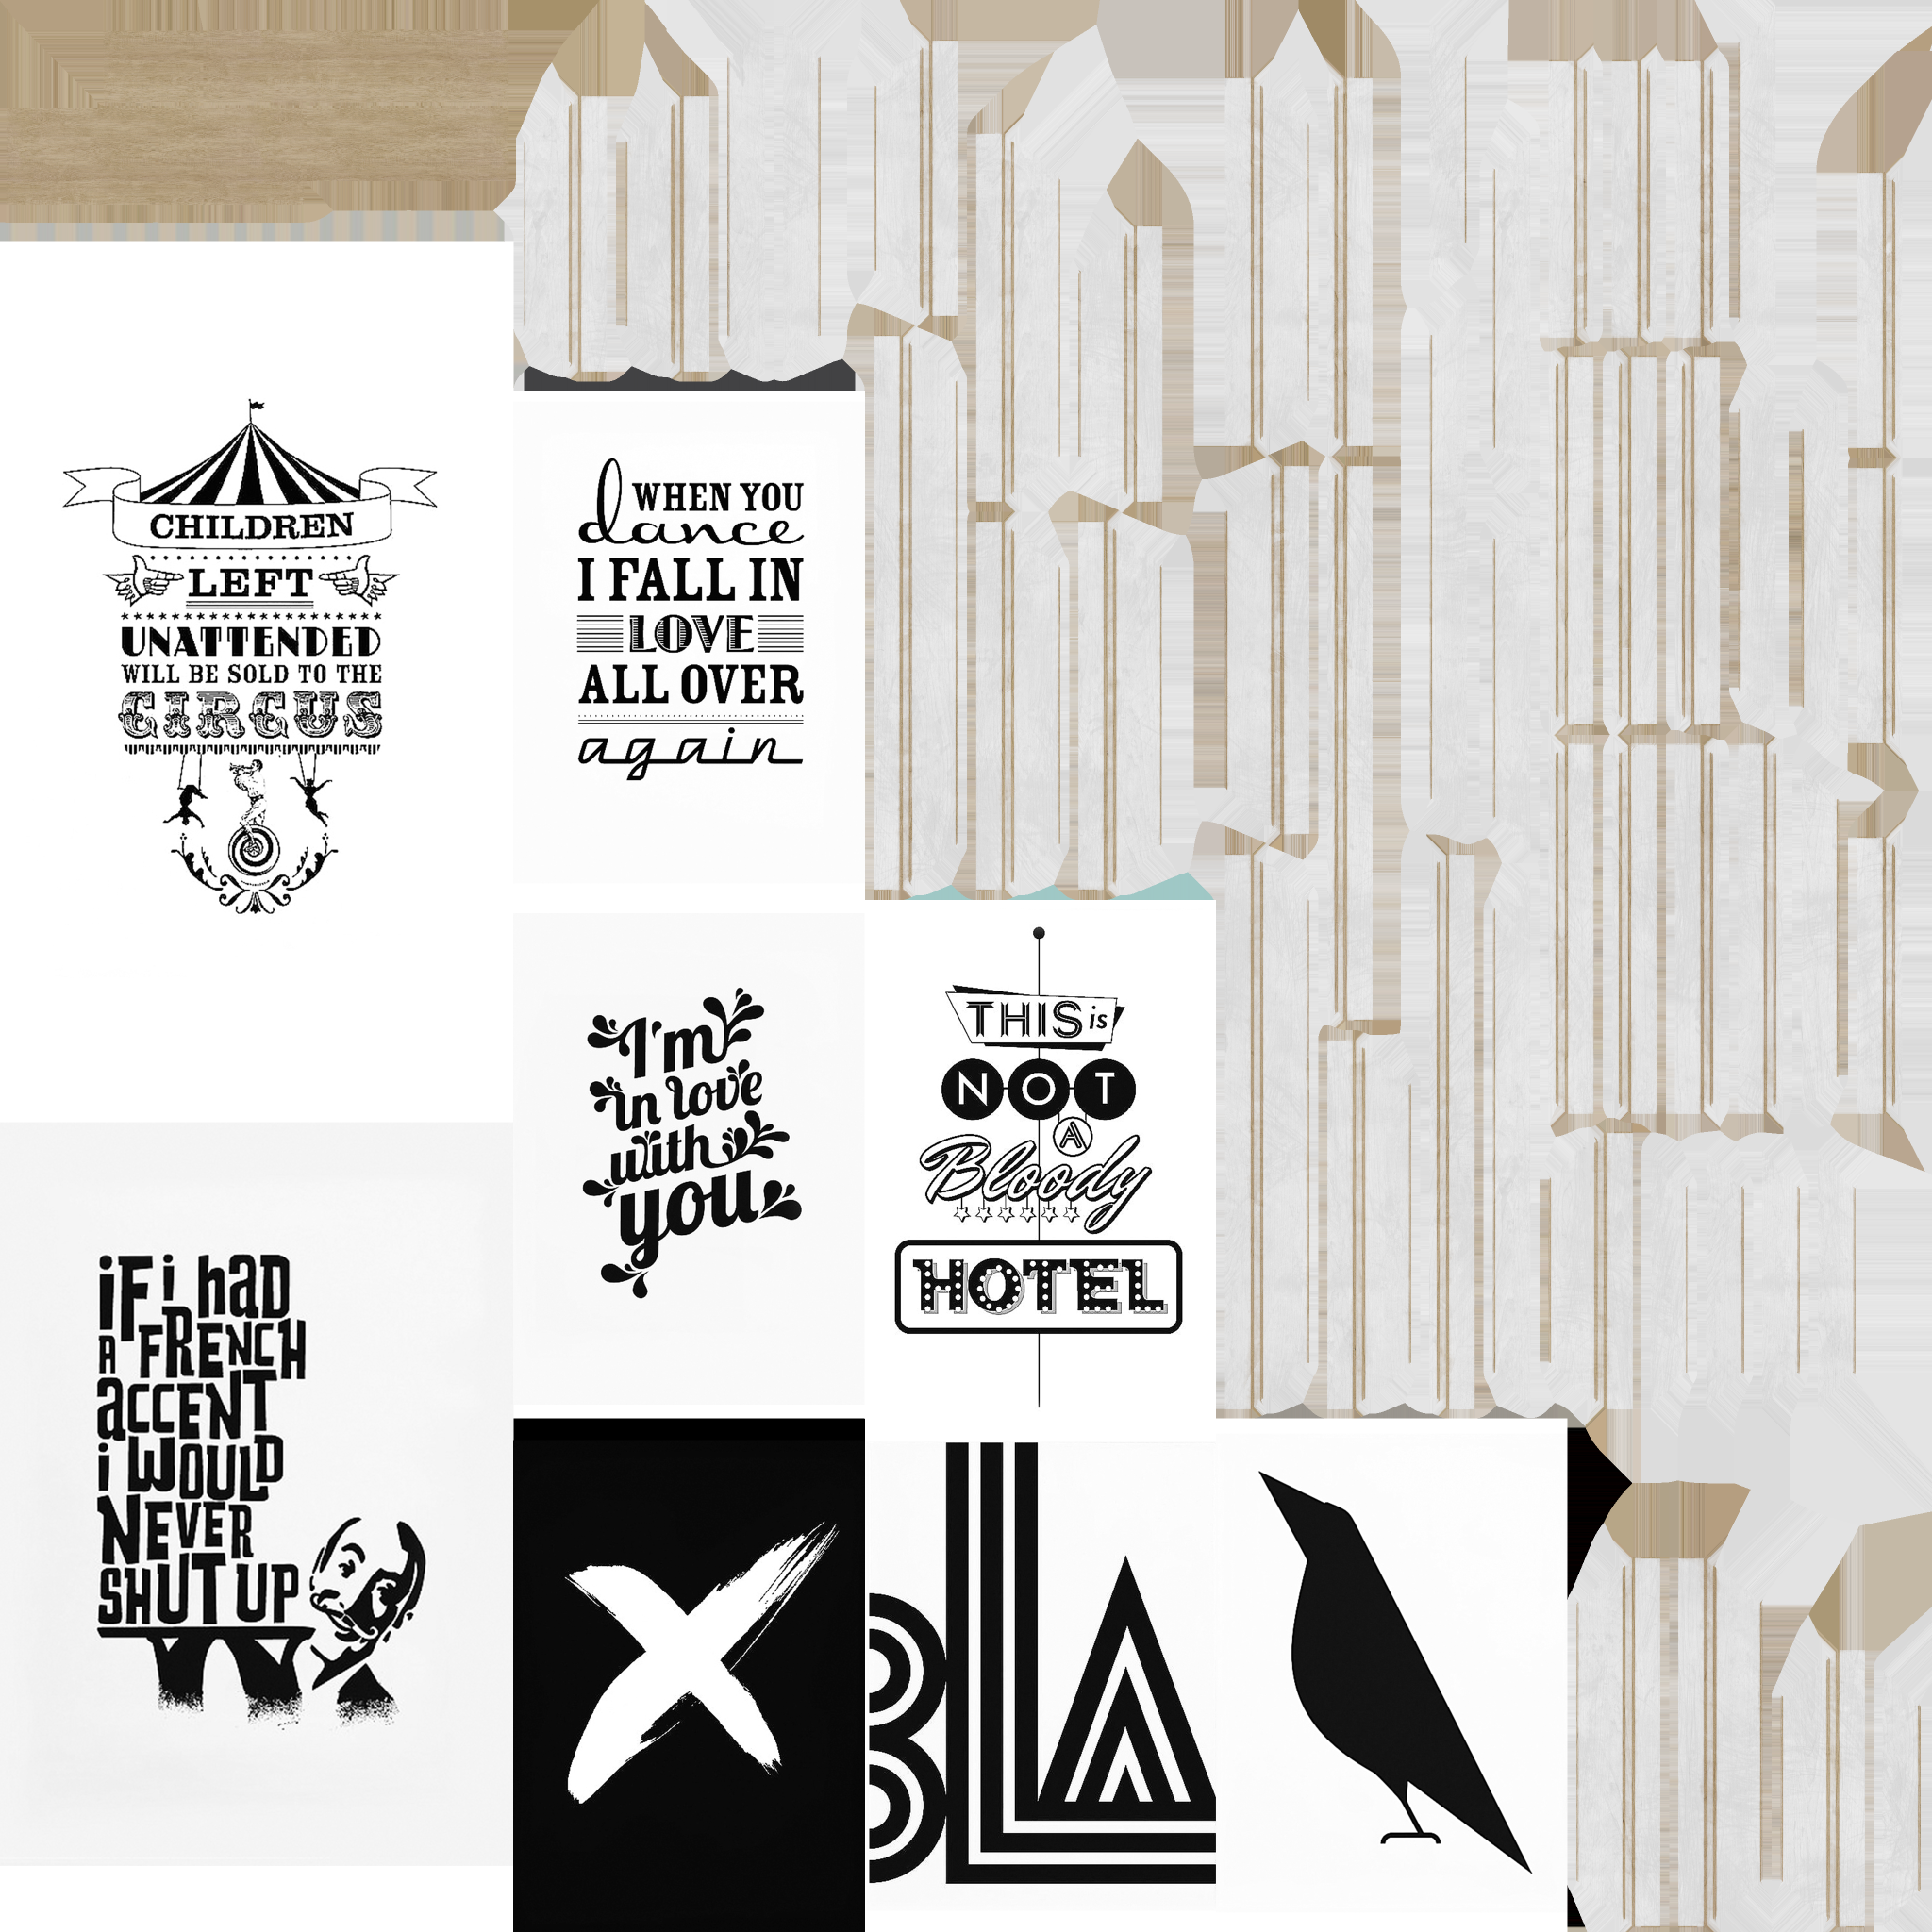 CHILDREN
LEFT
UNATTENDED
WILL BE SOLD TO THE
CIRCUS
WHEN YOU
dance
I FALL IN
LOVE
ALL OVER
again
I'm
in love
with
you
THIS is
NOT
A
Bloody
HOTEL
iF i had
A FRENCH
accENT
i WOULD
NEVER
SHUT UP
BLA